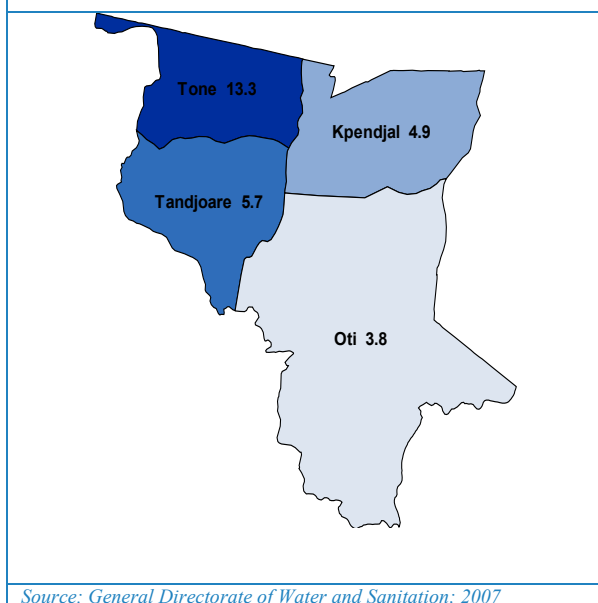 Tone 13.3
Kpendjal 4.9
Tandjoare 5.7
Oti 3.8
Source: General Directorate of Water and Sanitation; 2007